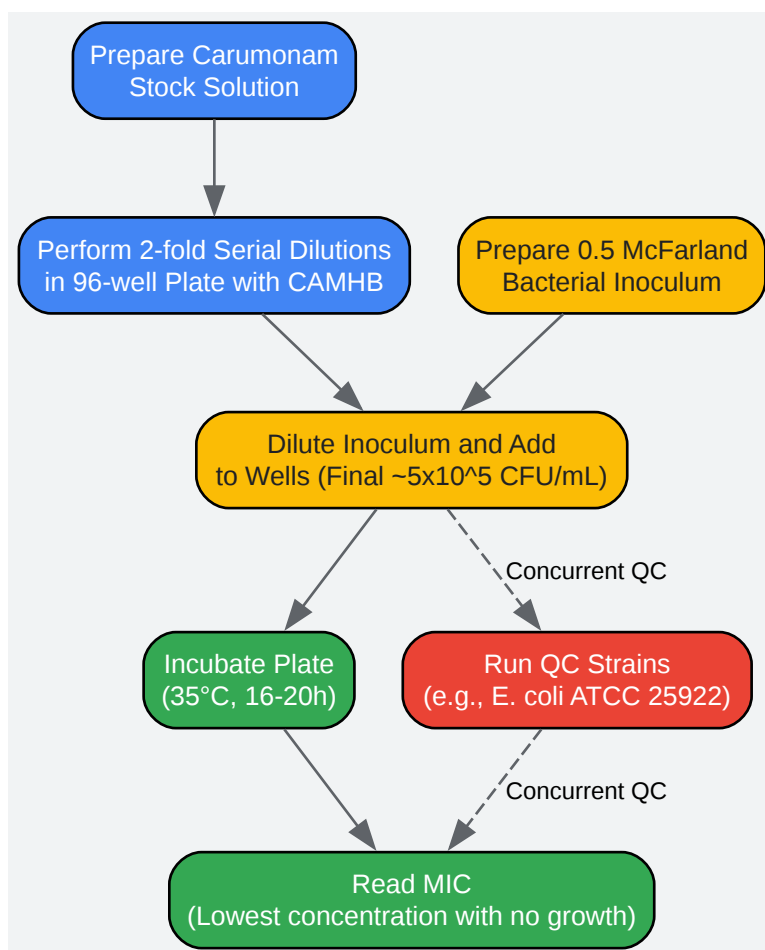 Prepare Carumonam
Stock Solution
Perform 2-fold Serial Dilutions
in 96-well Plate with CAMHB
Prepare 0.5 McFarland
Bacterial Inoculum
Dilute Inoculum and Add
to Wells (Final ~5x10^5 CFU/mL)
Concurrent QC
Incubate Plate
(35°C, 16-20h)
Run QC Strains
(e.g., E. coli ATCC 25922)
Concurrent QC
Read MIC
(Lowest concentration with no growth)